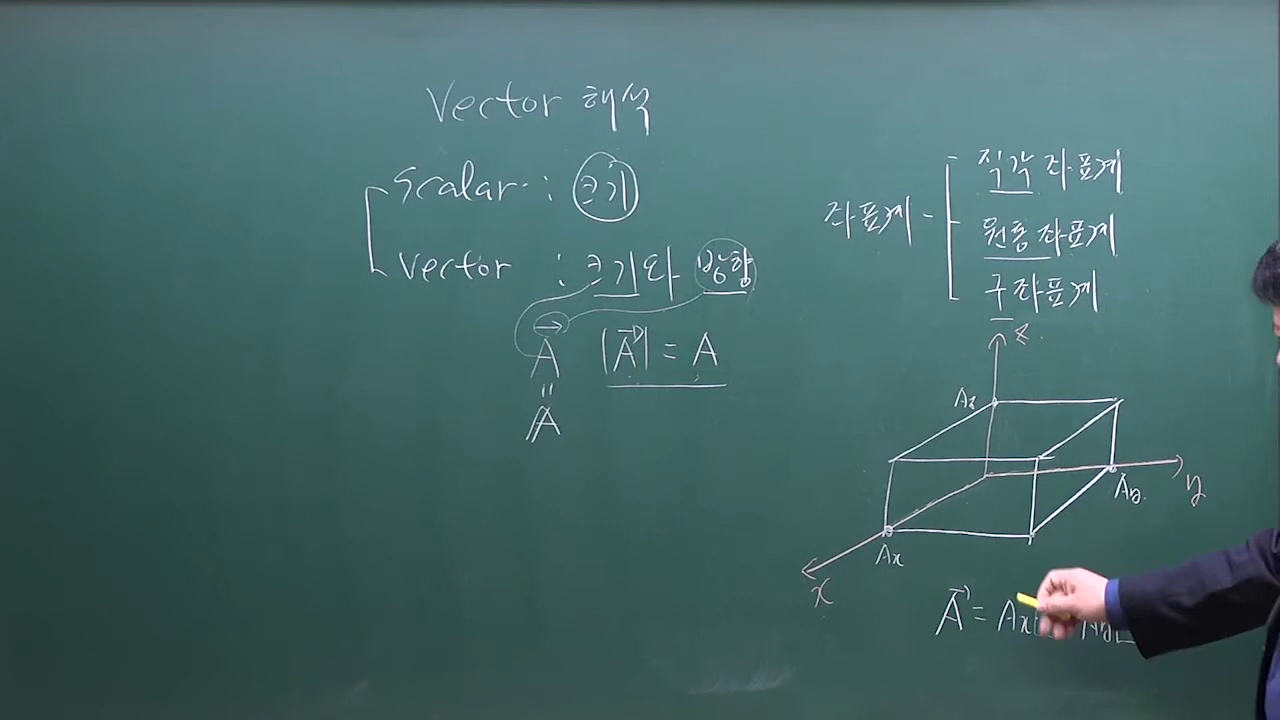 Vector 해석
Scalar : 크기
Vector : 크기와 방향
A⃗ |A⃗| = A
=
A
좌표계 - 직각 좌표계
원통 좌표계
구 좌표계
z
Az
y
Ay
Ax
x
A⃗ = Ax Ay